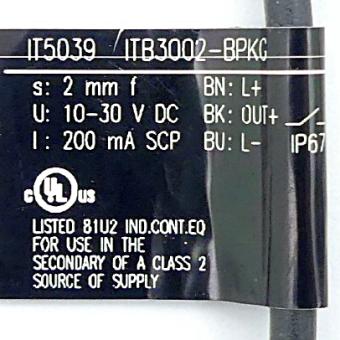 IT5039 ITB3002-BPKG
s: 2 mm f BN: L+
U: 10-30 V DC BK: OUT+
I: 200 mA SCP BU: L- IP67
c UL US
LISTED 81U2 IND.CONT.EQ
FOR USE IN THE
SECONDARY OF A CLASS 2
SOURCE OF SUPPLY